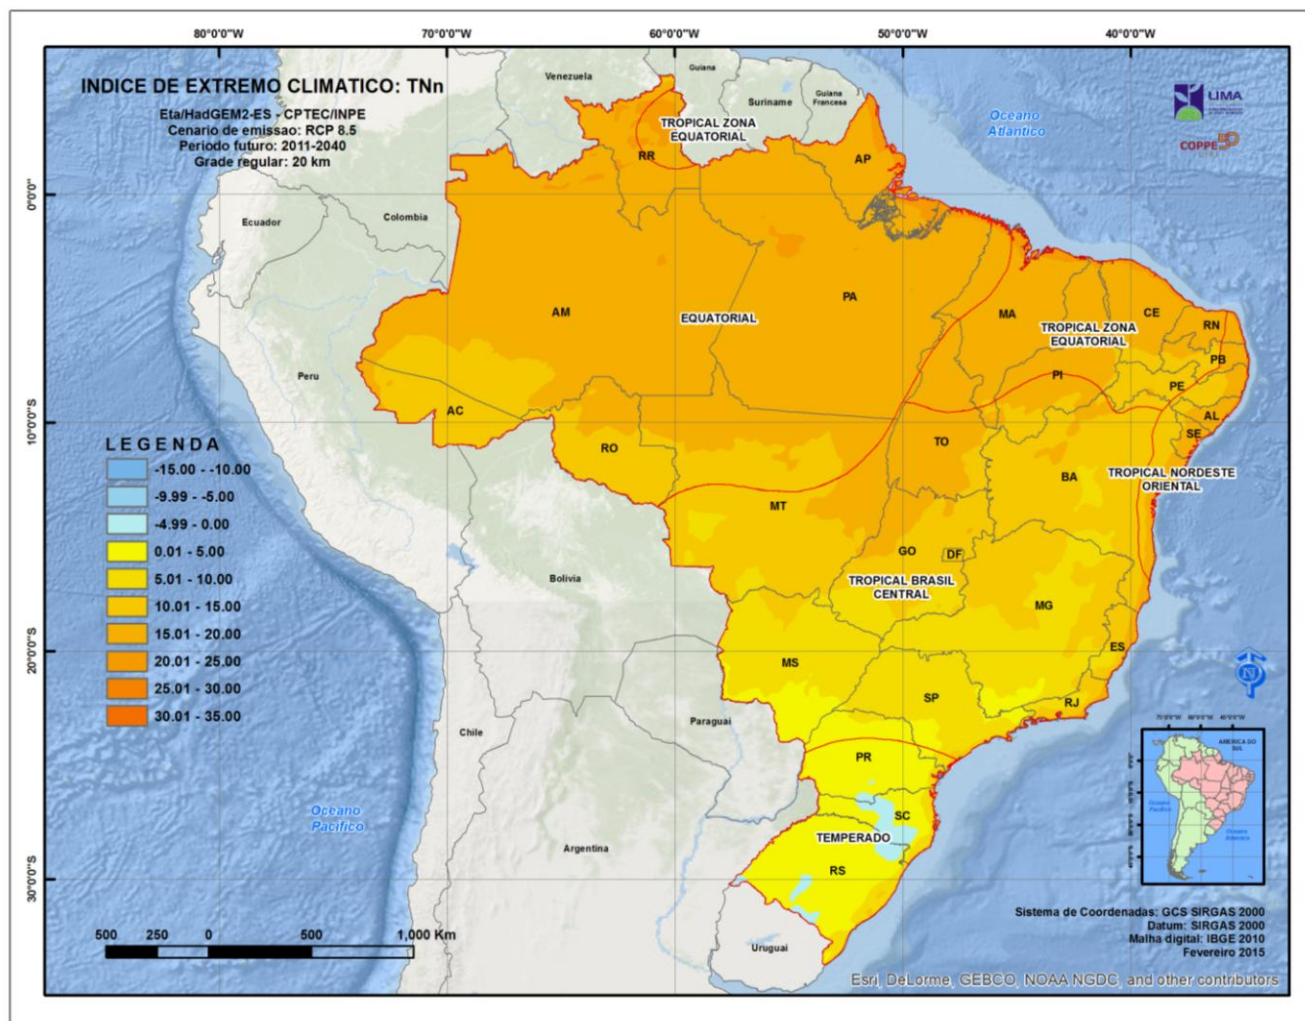 80°0'0"W
70°0'0"W
60°0'0"W
50°0'0"W
40°0'0"W
INDICE DE EXTREMO CLIMATICO: TNn
Eta/HadGEM2-ES - CPTEC/INPE
Cenario de emissao: RCP 8.5
Periodo futuro: 2011-2040
Grade regular: 20 km
Venezuela
Guiana
Suriname
Guiana
Francesa
Oceano
Atlântico
LIMA
COPPE
TROPICAL ZONA
EQUATORIAL
RR
AP
0°0'0"
Ecuador
Colombia
AM
PA
EQUATORIAL
MA
CE
TROPICAL ZONA
EQUATORIAL
RN
PB
PI
PE
Peru
AC
AL
SE
10°0'0"S
RO
TO
BA
TROPICAL NORDESTE
ORIENTAL
MT
GO
DF
TROPICAL BRASIL
CENTRAL
MG
Bolivia
LEGENDA
-15.00 - -10.00
-9.99 - -5.00
-4.99 - 0.00
0.01 - 5.00
5.01 - 10.00
10.01 - 15.00
15.01 - 20.00
20.01 - 25.00
25.01 - 30.00
30.01 - 35.00
20°0'0"S
ES
MS
SP
RJ
Paraguai
Chile
PR
SC
TEMPERADO
RS
Oceano
Pacífico
Argentina
30°0'0"S
Uruguai
N
AMERICA DO
SUL
Oceano
Pacífico
Oceano
Atlântico
500
250
0
500
1,000 Km
Sistema de Coordenadas: GCS SIRGAS 2000
Datum: SIRGAS 2000
Malha digital: IBGE 2010
Fevereiro 2015
Esri, DeLorme, GEBCO, NOAA NGDC, and other contributors